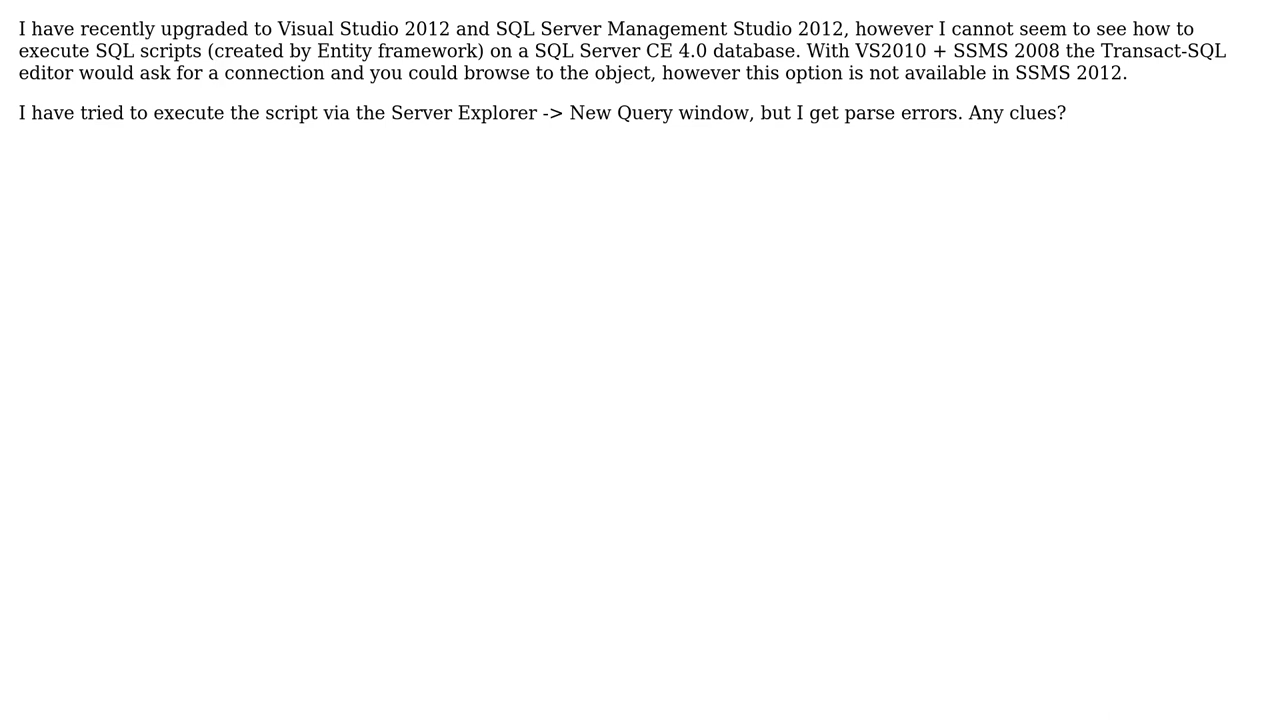 I have recently upgraded to Visual Studio 2012 and SQL Server Management Studio 2012, however I cannot seem to see how to
execute SQL scripts (created by Entity framework) on a SQL Server CE 4.0 database. With VS2010 + SSMS 2008 the Transact-SQL
editor would ask for a connection and you could browse to the object, however this option is not available in SSMS 2012.
I have tried to execute the script via the Server Explorer -> New Query window, but I get parse errors. Any clues?